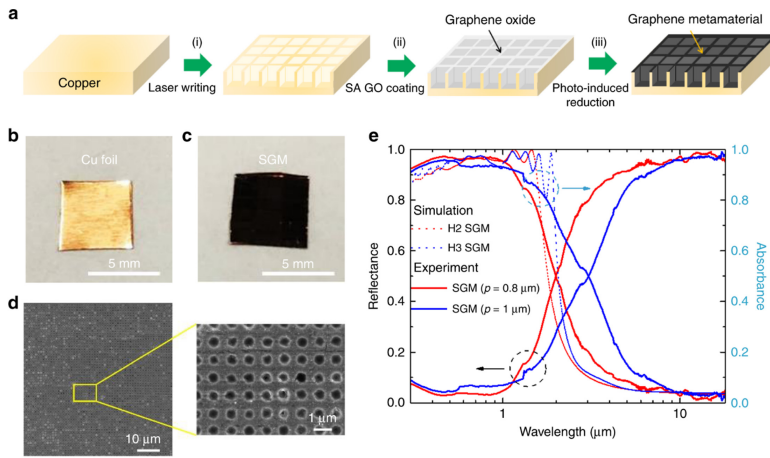 a
Graphene oxide
Graphene metamaterial
(i)
(ii)
(iii)
Copper
Laser writing
SA GO coating
Photo-induced
reduction
b
Cu foil
5 mm
c
SGM
5 mm
d
10 μm
1 μm
e
1.0
0.8
0.6
0.4
0.2
0.0
Reflectance
1.0
0.8
0.6
0.4
0.2
0.0
Absorbance
Simulation
H2 SGM
H3 SGM
Experiment
SGM (p = 0.8 μm)
SGM (p = 1 μm)
1
10
Wavelength (μm)